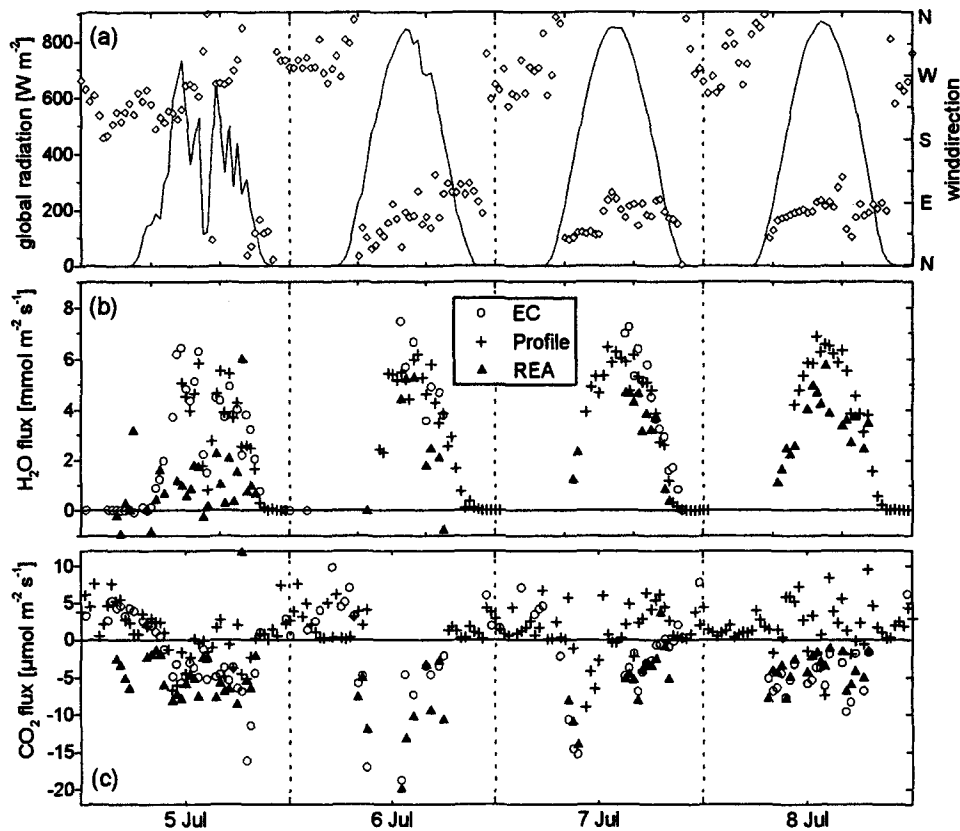 (a)
global radiation [W m⁻²]
800
600
400
200
0
N
W
S
E
N
winddirection
(b)
H₂O flux [mmol m⁻² s⁻¹]
8
6
4
2
0
EC
Profile
REA
(c)
CO₂ flux [µmol m⁻² s⁻¹]
10
5
0
-5
-10
-15
-20
5 Jul
6 Jul
7 Jul
8 Jul